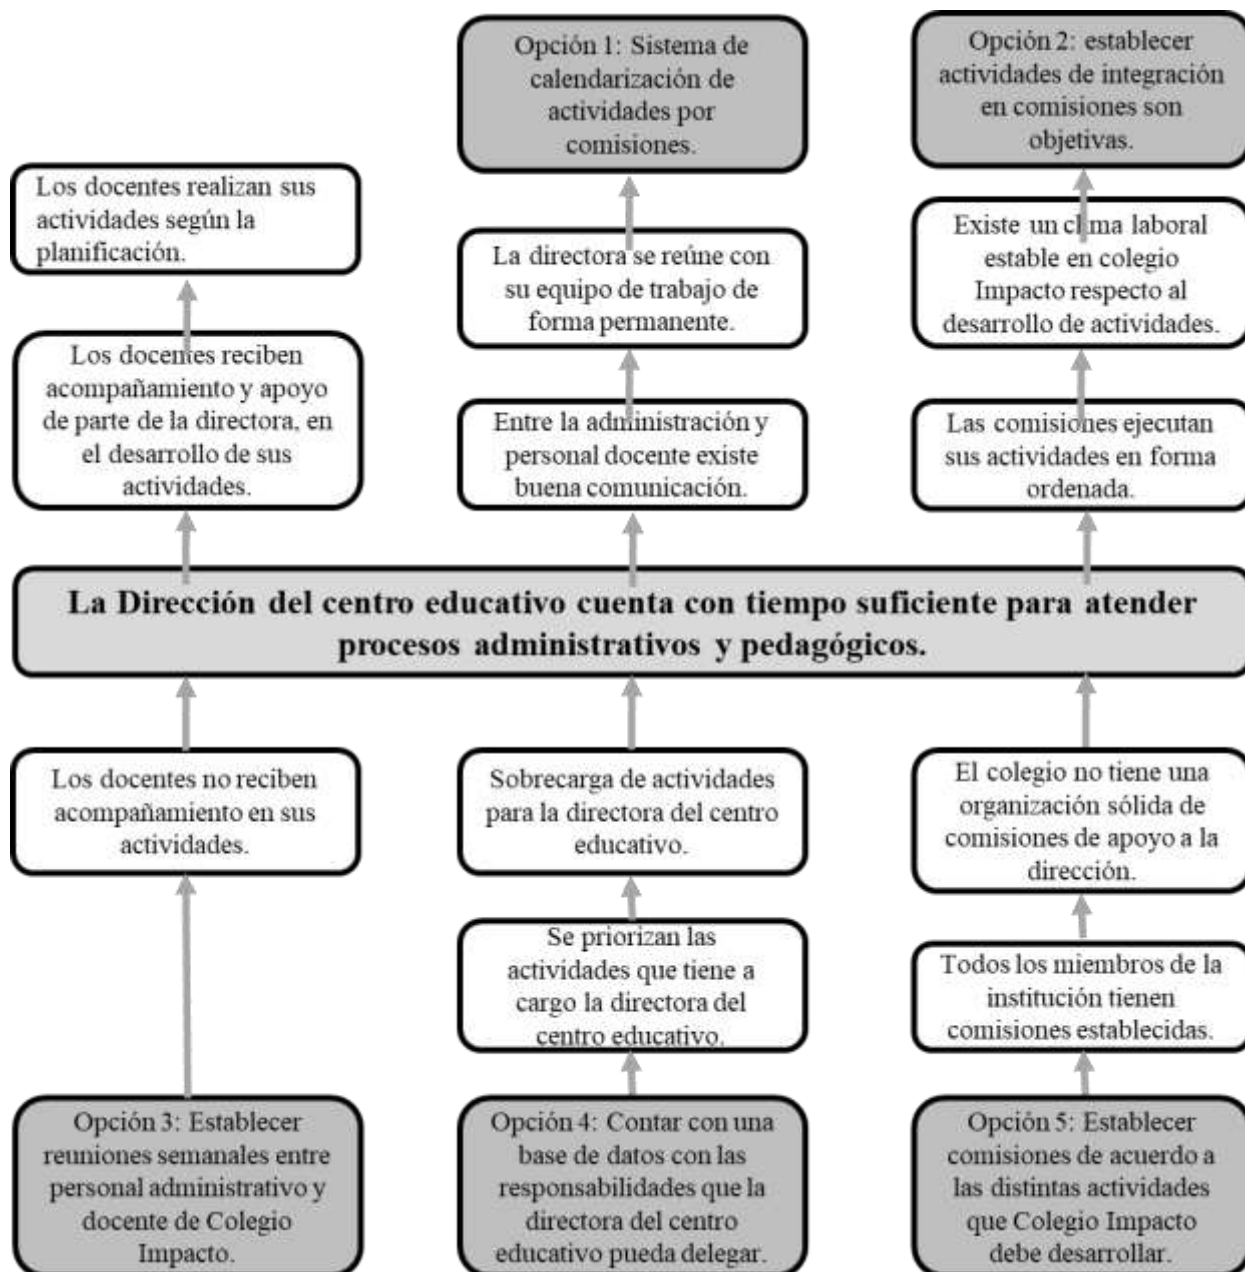 Opción 1: Sistema de
calendarización de
actividades por
comisiones.
Opción 2: establecer
actividades de integración
en comisiones son
objetivas.
Los docentes realizan sus
actividades según la
planificación.
La directora se reúne con
su equipo de trabajo de
forma permanente.
Existe un clima laboral
estable en colegio
Impacto respecto al
desarrollo de actividades.
Los docentes reciben
acompañamiento y apoyo
de parte de la directora, en
el desarrollo de sus
actividades.
Entre la administración y
personal docente existe
buena comunicación.
Las comisiones ejecutan
sus actividades en forma
ordenada.
La Dirección del centro educativo cuenta con tiempo suficiente para atender
procesos administrativos y pedagógicos.
Los docentes no reciben
acompañamiento en sus
actividades.
Sobrecarga de actividades
para la directora del centro
educativo.
El colegio no tiene una
organización sólida de
comisiones de apoyo a la
dirección.
Se priorizan las
actividades que tiene a
cargo la directora del
centro educativo.
Todos los miembros de la
institución tienen
comisiones establecidas.
Opción 3: Establecer
reuniones semanales entre
personal administrativo y
docente de Colegio
Impacto.
Opción 4: Contar con una
base de datos con las
responsabilidades que la
directora del centro
educativo pueda delegar.
Opción 5: Establecer
comisiones de acuerdo a
las distintas actividades
que Colegio Impacto
debe desarrollar.